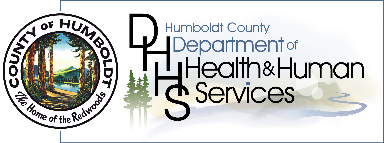 COUNTY OF HUMBOLDT
The Home of the Redwoods
DHHS
Humboldt County
Department of
Health & Human
Services